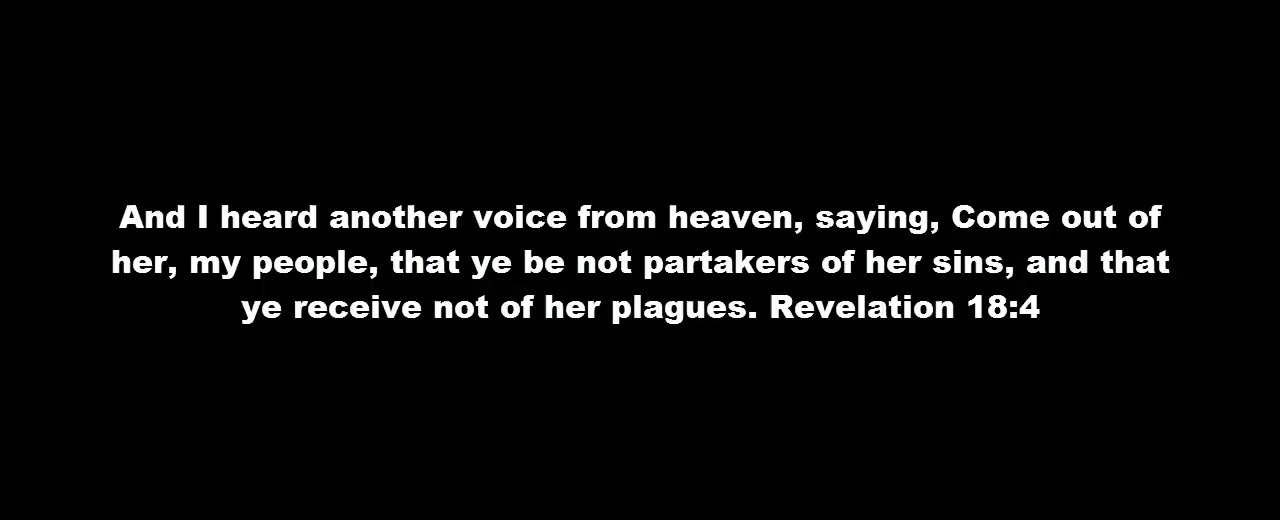 And I heard another voice from heaven, saying, Come out of
her, my people, that ye be not partakers of her sins, and that
ye receive not of her plagues. Revelation 18:4